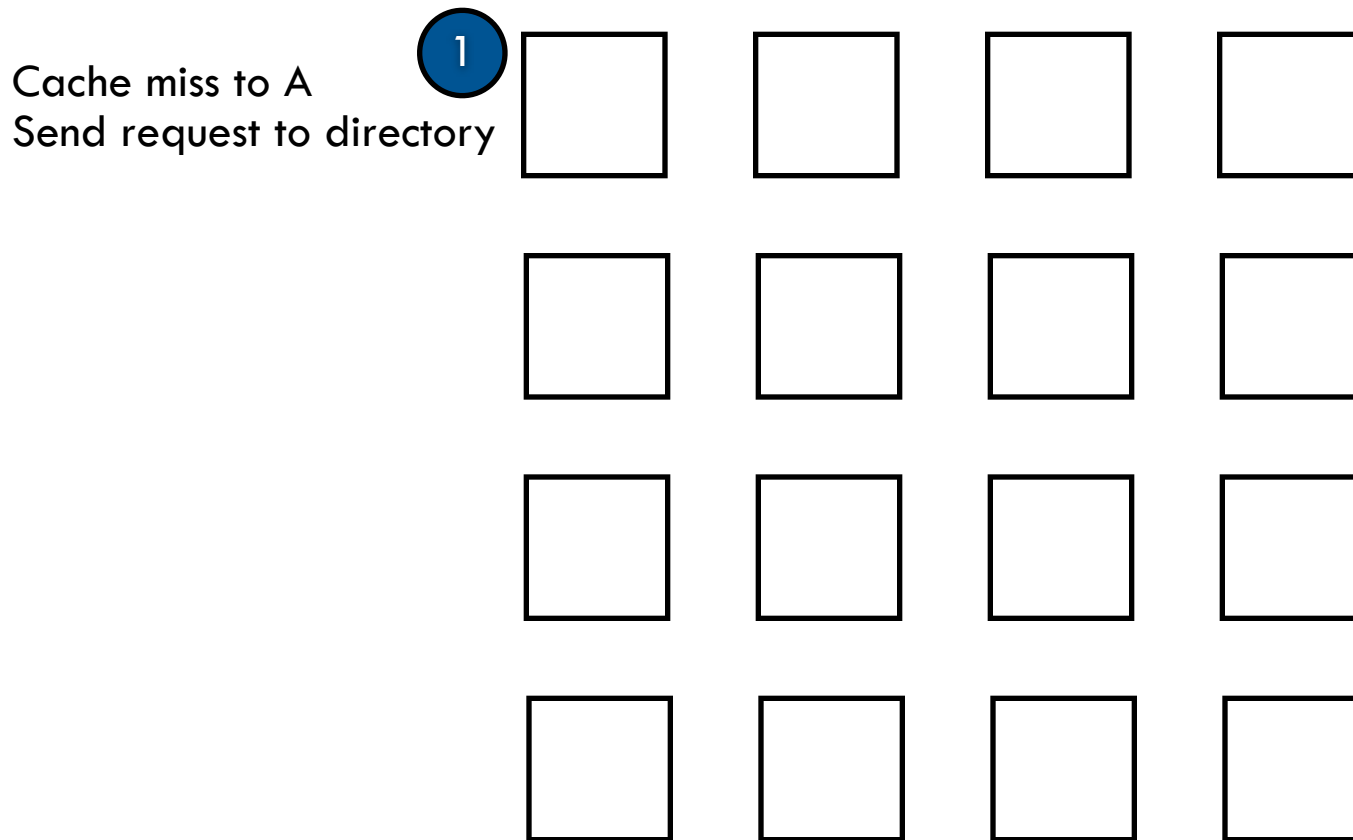 1
Cache miss to A
Send request to directory